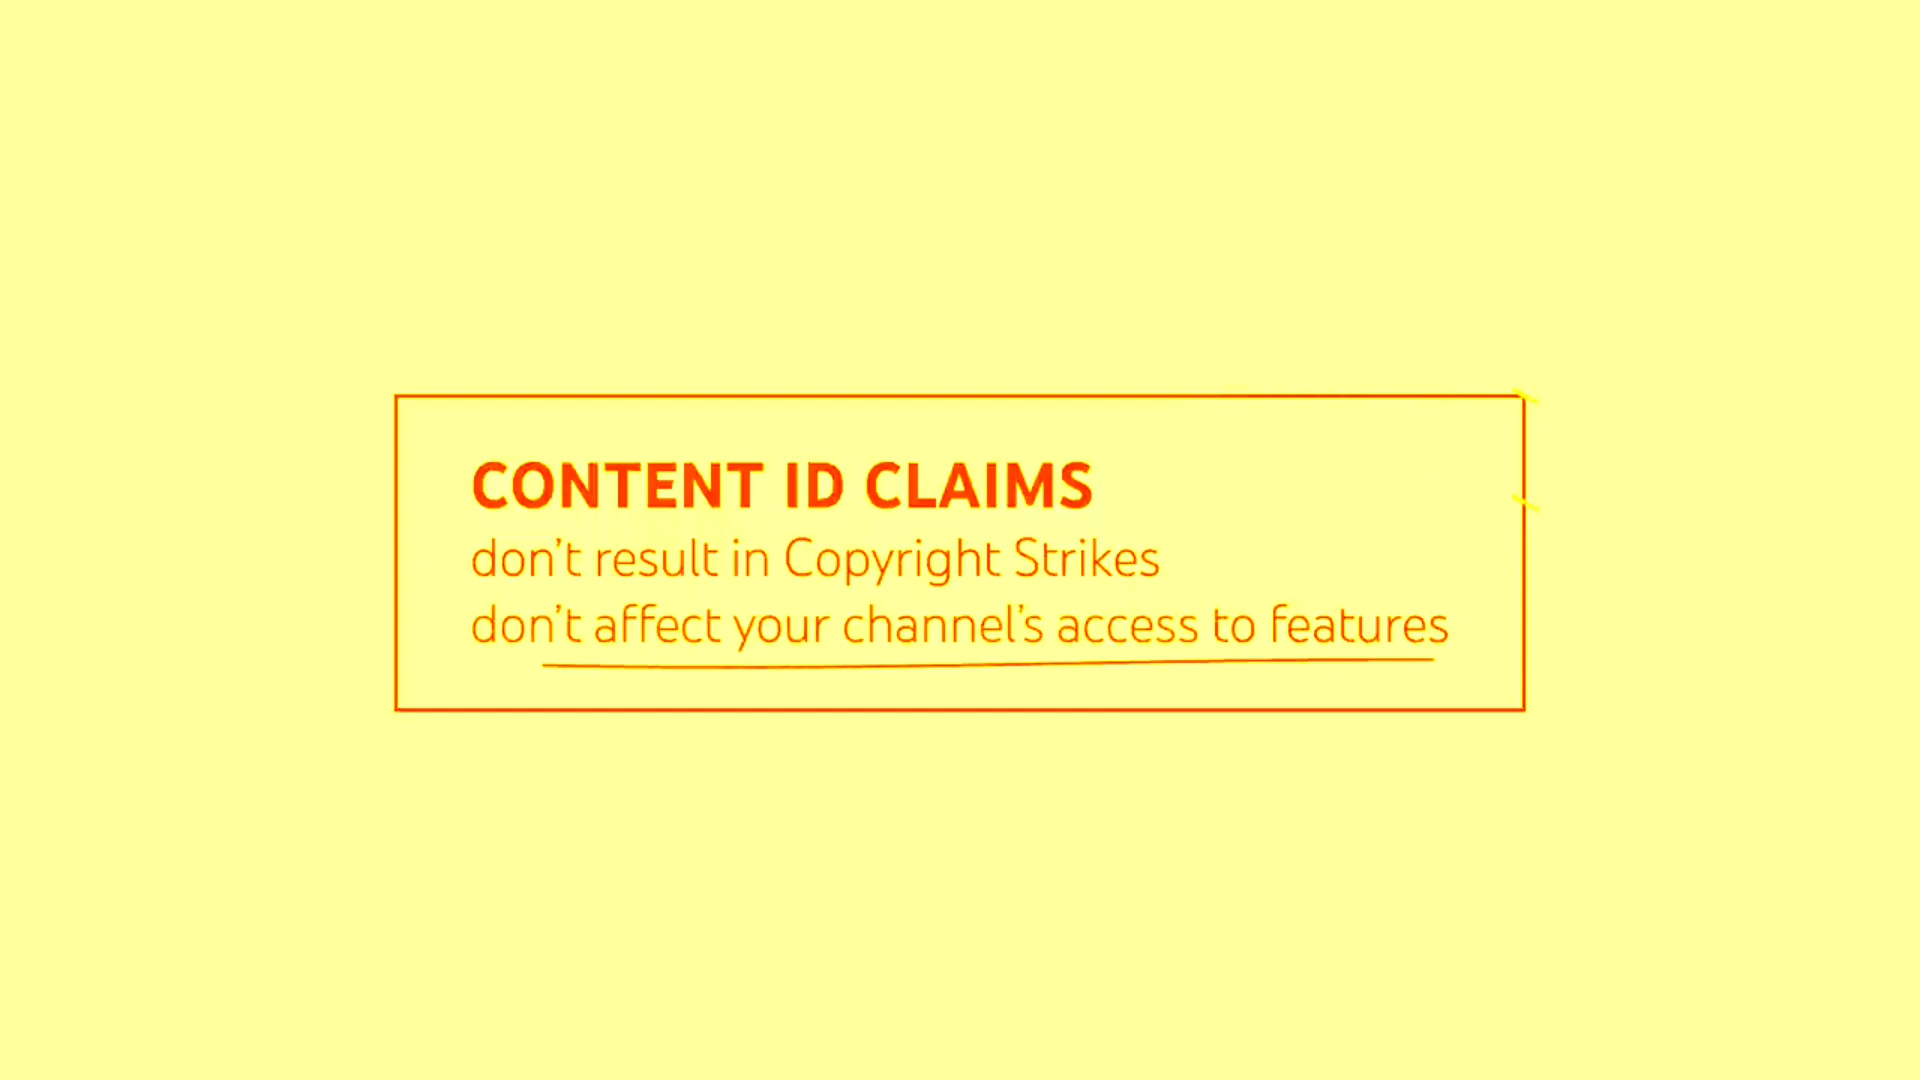 CONTENT ID CLAIMS
don't result in Copyright Strikes
don't affect your channel's access to features